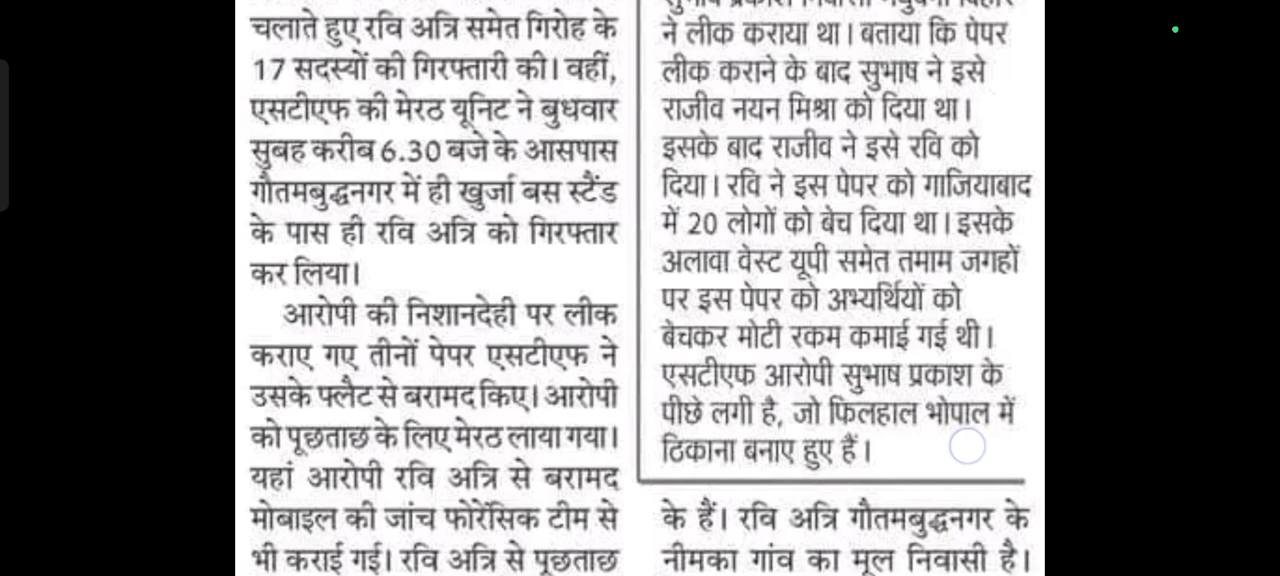 चलाते हुए रवि अत्रि समेत गिरोह के
17 सदस्यों की गिरफ्तारी की। वहीं,
एसटीएफ की मेरठ यूनिट ने बुधवार
सुबह करीब 6.30 बजे के आसपास
गौतमबुद्धनगर में ही खुर्जा बस स्टैंड
के पास ही रवि अत्रि को गिरफ्तार
कर लिया।
आरोपी की निशानदेही पर लीक
कराए गए तीनों पेपर एसटीएफ ने
उसके फ्लैट से बरामद किए। आरोपी
को पूछताछ के लिए मेरठ लाया गया।
यहां आरोपी रवि अत्रि से बरामद
मोबाइल की जांच फोरेंसिक टीम से
भी कराई गई। रवि अत्रि से पूछताछ
ने लीक कराया था। बताया कि पेपर
लीक कराने के बाद सुभाष ने इसे
राजीव नयन मिश्रा को दिया था।
इसके बाद राजीव ने इसे रवि को
दिया। रवि ने इस पेपर को गाजियाबाद
में 20 लोगों को बेच दिया था। इसके
अलावा वेस्ट यूपी समेत तमाम जगहों
पर इस पेपर को अभ्यर्थियों को
बेचकर मोटी रकम कमाई गई थी।
एसटीएफ आरोपी सुभाष प्रकाश के
पीछे लगी है, जो फिलहाल भोपाल में
ठिकाना बनाए हुए हैं।
के हैं। रवि अत्रि गौतमबुद्धनगर के
नीमका गांव का मूल निवासी है।